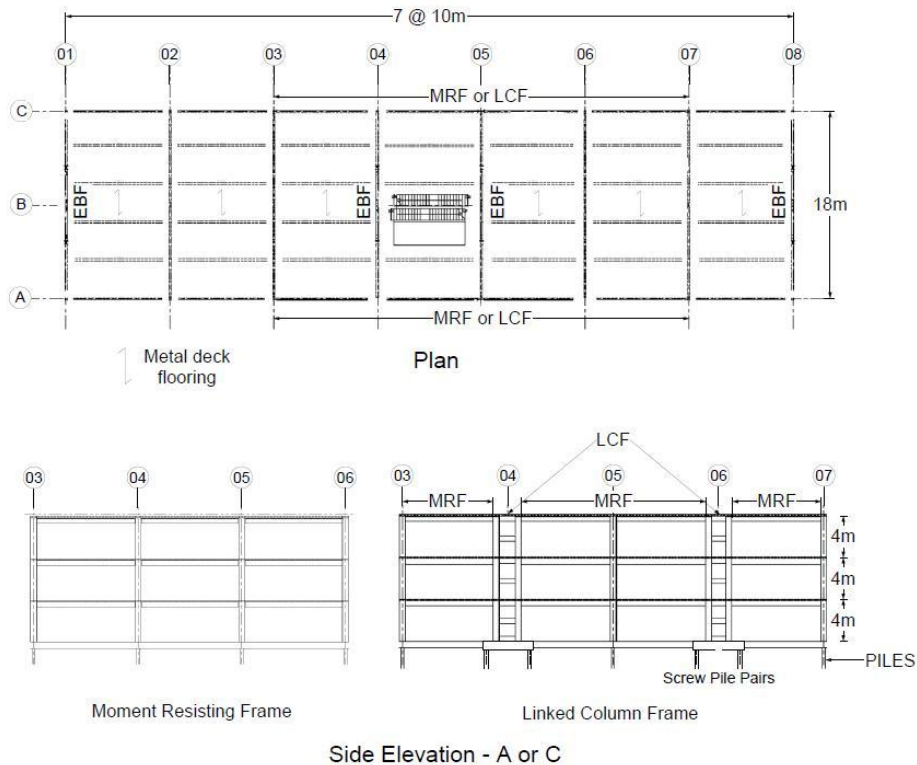 7 @ 10m
01 02 03 04 05 06 07 08
C
MRF or LCF
EBF EBF EBF EBF
B
18m
A
MRF or LCF
Metal deck
flooring
Plan
LCF
03 04 05 06
03 04 05 06 07
MRF MRF MRF
4m
4m
4m
PILES
Screw Pile Pairs
Moment Resisting Frame
Linked Column Frame
Side Elevation - A or C